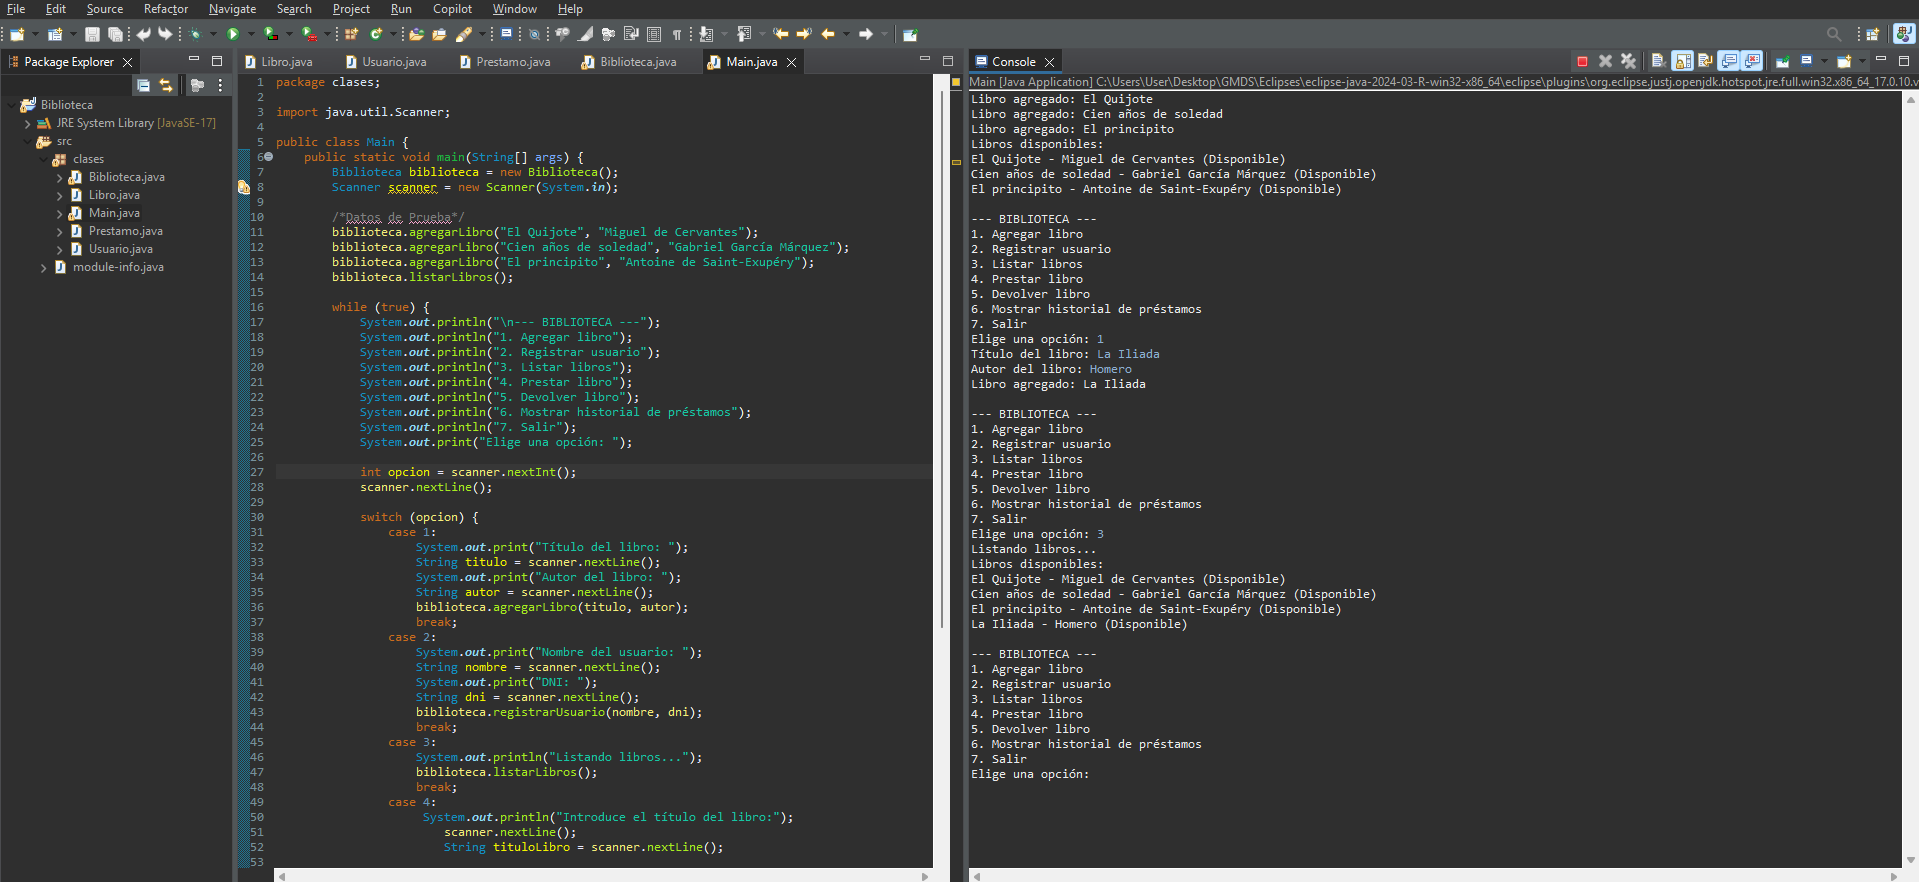 File Edit Source Refactor Navigate Search Project Run Copilot Window Help
Package Explorer
Biblioteca
JRE System Library [JavaSE-17]
src
clases
Biblioteca.java
Libro.java
Main.java
Prestamo.java
Usuario.java
module-info.java
Libro.java Usuario.java Prestamo.java Biblioteca.java Main.java
1 package clases;
2
3 import java.util.Scanner;
4
5 public class Main {
6 public static void main(String[] args) {
7 Biblioteca biblioteca = new Biblioteca();
8 Scanner scanner = new Scanner(System.in);
9
10 /*Datos de Prueba*/
11 biblioteca.agregarLibro("El Quijote", "Miguel de Cervantes");
12 biblioteca.agregarLibro("Cien años de soledad", "Gabriel García Márquez");
13 biblioteca.agregarLibro("El principito", "Antoine de Saint-Exupéry");
14 biblioteca.listarLibros();
15
16 while (true) {
17 System.out.println("\n--- BIBLIOTECA ---");
18 System.out.println("1. Agregar libro");
19 System.out.println("2. Registrar usuario");
20 System.out.println("3. Listar libros");
21 System.out.println("4. Prestar libro");
22 System.out.println("5. Devolver libro");
23 System.out.println("6. Mostrar historial de préstamos");
24 System.out.println("7. Salir");
25 System.out.print("Elige una opción: ");
26
27 int opcion = scanner.nextInt();
28 scanner.nextLine();
29
30 switch (opcion) {
31 case 1:
32 System.out.print("Título del libro: ");
33 String titulo = scanner.nextLine();
34 System.out.print("Autor del libro: ");
35 String autor = scanner.nextLine();
36 biblioteca.agregarLibro(titulo, autor);
37 break;
38 case 2:
39 System.out.print("Nombre del usuario: ");
40 String nombre = scanner.nextLine();
41 System.out.print("DNI: ");
42 String dni = scanner.nextLine();
43 biblioteca.registrarUsuario(nombre, dni);
44 break;
45 case 3:
46 System.out.println("Listando libros...");
47 biblioteca.listarLibros();
48 break;
49 case 4:
50 System.out.println("Introduce el título del libro:");
51 scanner.nextLine();
52 String tituloLibro = scanner.nextLine();
53
Console
Main [Java Application] C:\Users\User\Desktop\GMDS\Eclipses\eclipse-java-2024-03-R-win32-x86_64\eclipse\plugins\org.eclipse.justj.openjdk.hotspot.jre.full.win32.x86_64_17.0.10.v
Libro agregado: El Quijote
Libro agregado: Cien años de soledad
Libro agregado: El principito
Libros disponibles:
El Quijote - Miguel de Cervantes (Disponible)
Cien años de soledad - Gabriel García Márquez (Disponible)
El principito - Antoine de Saint-Exupéry (Disponible)

--- BIBLIOTECA ---
1. Agregar libro
2. Registrar usuario
3. Listar libros
4. Prestar libro
5. Devolver libro
6. Mostrar historial de préstamos
7. Salir
Elige una opción: 1
Título del libro: La Iliada
Autor del libro: Homero
Libro agregado: La Iliada

--- BIBLIOTECA ---
1. Agregar libro
2. Registrar usuario
3. Listar libros
4. Prestar libro
5. Devolver libro
6. Mostrar historial de préstamos
7. Salir
Elige una opción: 3
Listando libros...
Libros disponibles:
El Quijote - Miguel de Cervantes (Disponible)
Cien años de soledad - Gabriel García Márquez (Disponible)
El principito - Antoine de Saint-Exupéry (Disponible)
La Iliada - Homero (Disponible)

--- BIBLIOTECA ---
1. Agregar libro
2. Registrar usuario
3. Listar libros
4. Prestar libro
5. Devolver libro
6. Mostrar historial de préstamos
7. Salir
Elige una opción: